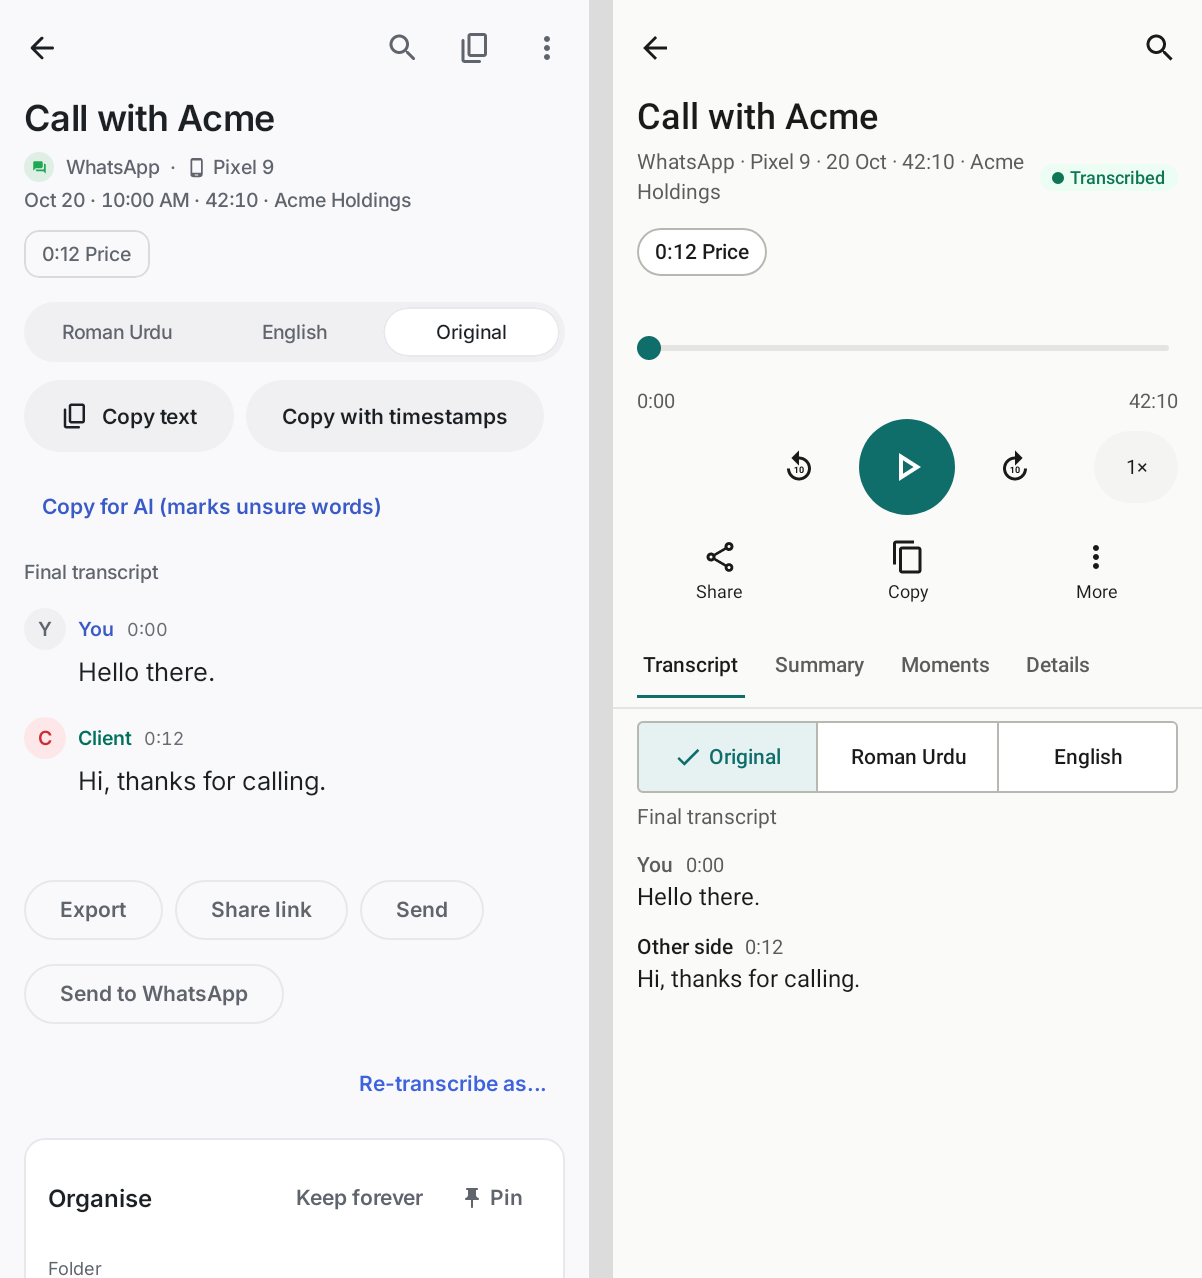 Call with Acme
WhatsApp · Pixel 9
Oct 20 · 10:00 AM · 42:10 · Acme Holdings
0:12 Price
Roman Urdu English Original
Copy text Copy with timestamps
Copy for AI (marks unsure words)
Final transcript
Y You 0:00
Hello there.
C Client 0:12
Hi, thanks for calling.
Export Share link Send
Send to WhatsApp
Re-transcribe as...
Organise Keep forever Pin
Folder
Call with Acme
WhatsApp · Pixel 9 · 20 Oct · 42:10 · Acme
Holdings
Transcribed
0:12 Price
0:00 42:10
10 10 1×
Share Copy More
Transcript Summary Moments Details
Original Roman Urdu English
Final transcript
You 0:00
Hello there.
Other side 0:12
Hi, thanks for calling.